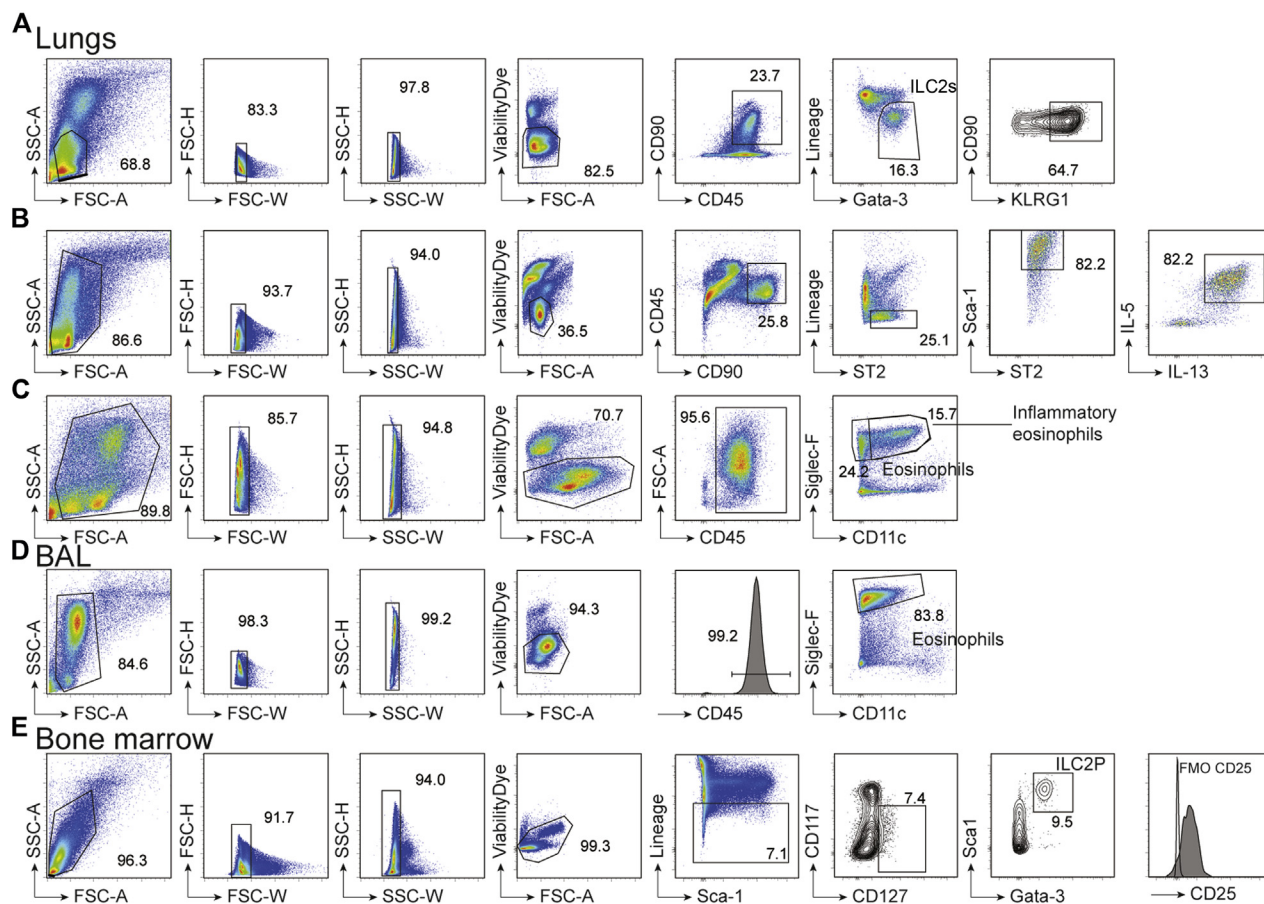 A Lungs
SSC-A
68.8
FSC-A
FSC-H
83.3
FSC-W
SSC-H
97.8
SSC-W
ViabilityDye
82.5
FSC-A
CD90
23.7
CD45
Lineage
ILC2s
16.3
Gata-3
CD90
64.7
KLRG1
B
SSC-A
86.6
FSC-A
FSC-H
93.7
FSC-W
SSC-H
94.0
SSC-W
ViabilityDye
36.5
FSC-A
CD45
25.8
CD90
Lineage
25.1
ST2
Sca-1
82.2
ST2
IL-5
82.2
IL-13
C
SSC-A
89.8
FSC-A
FSC-H
85.7
FSC-W
SSC-H
94.8
SSC-W
ViabilityDye
70.7
FSC-A
FSC-A
95.6
CD45
Siglec-F
15.7
Inflammatory
eosinophils
24.2
Eosinophils
CD11c
D BAL
SSC-A
84.6
FSC-A
FSC-H
98.3
FSC-W
SSC-H
99.2
SSC-W
ViabilityDye
94.3
FSC-A
99.2
CD45
Siglec-F
83.8
Eosinophils
CD11c
E Bone marrow
SSC-A
96.3
FSC-A
FSC-H
91.7
FSC-W
SSC-H
94.0
SSC-W
ViabilityDye
99.3
FSC-A
Lineage
7.1
Sca-1
CD117
7.4
CD127
Sca1
ILC2P
9.5
Gata-3
FMO CD25
CD25